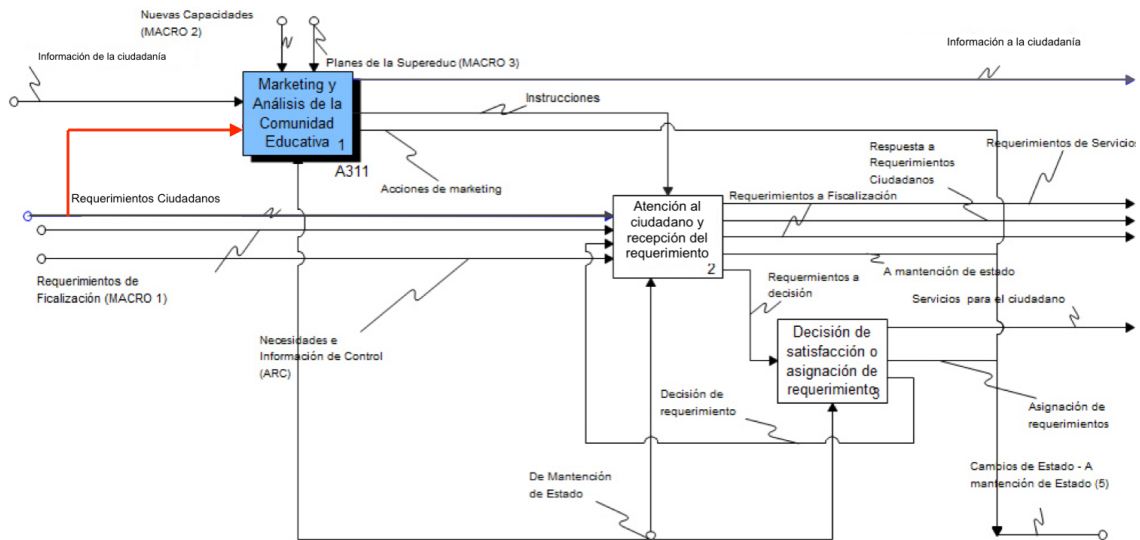 Nuevas Capacidades
(MACRO 2)
Información de la ciudadanía
Planes de la Supereduc (MACRO 3)
Información a la ciudadanía
Marketing y
Análisis de la
Comunidad
Educativa
1
A311
Instrucciones
Acciones de marketing
Respuesta a
Requerimientos
Ciudadanos
Requerimientos de Servicios
Requerimientos Ciudadanos
Requerimientos a Fiscalización
Atención al
ciudadano y
recepción del
requerimiento
2
A mantención de estado
Requermientos a
decisión
Requerimientos de
Ficalización (MACRO 1)
Servicios para el ciudadano
Necesidades e
Información de Control
(ARC)
Decisión de
satisfacción o
asignación de
requerimiento
3
Decisión de
requerimiento
Asignación de
requerimientos
De Mantención
de Estado
Cambios de Estado - A
mantención de Estado (5)